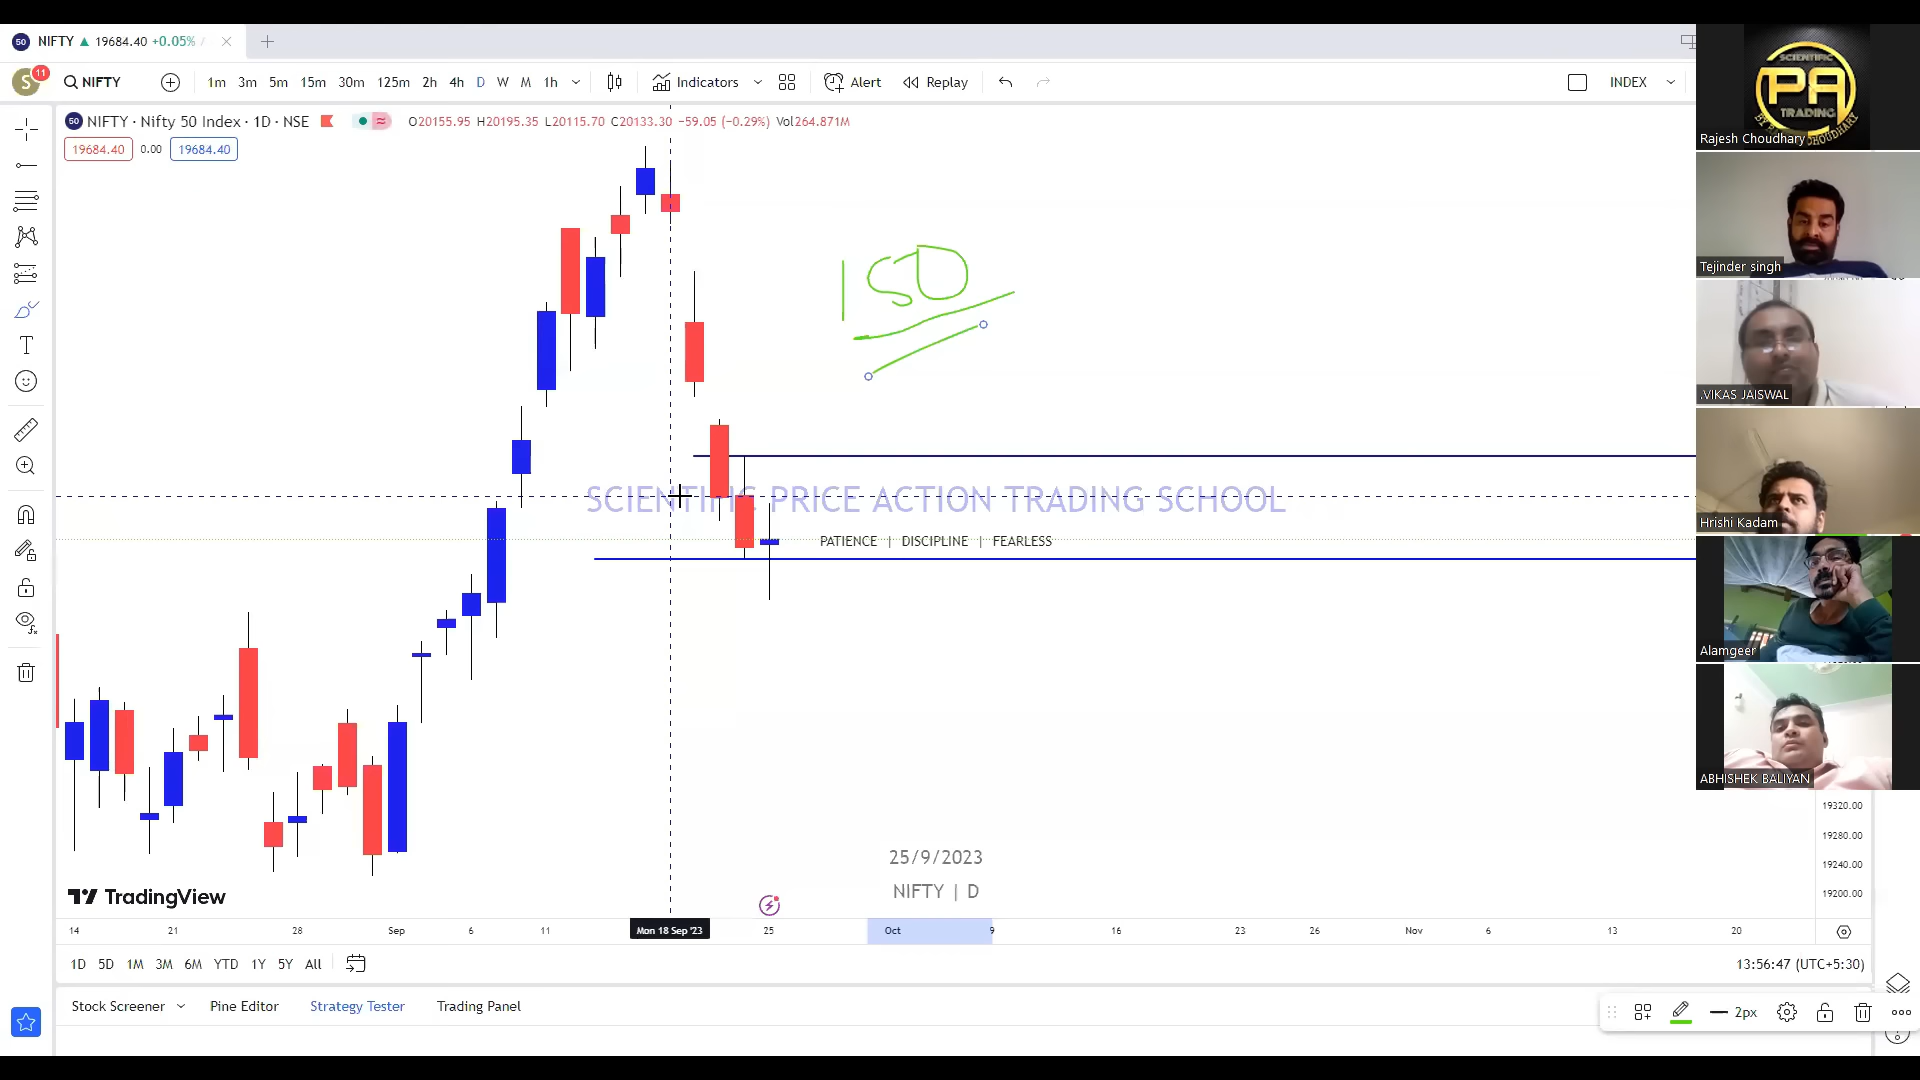 50 NIFTY ▲ 19684.40 +0.05% /
S 11 NIFTY 1m 3m 5m 15m 30m 125m 2h 4h D W M 1h Indicators Alert Replay INDEX
50 NIFTY · Nifty 50 Index · 1D · NSE O20155.95 H20195.35 L20115.70 C20133.30 −59.05 (−0.29%) Vol264.871M
19684.40 0.00 19684.40
SCIENTIFIC
PA
TRADING
Rajesh Choudhary
Tejinder singh
.VIKAS JAISWAL
Hrishi Kadam
Alamgeer
ABHISHEK BALIYAN
150
SCIENTIFIC PRICE ACTION TRADING SCHOOL
PATIENCE | DISCIPLINE | FEARLESS
19320.00
19280.00
19240.00
19200.00
25/9/2023
NIFTY | D
TradingView
14 21 28 Sep 6 11 Mon 18 Sep '23 25 Oct 9 16 23 26 Nov 6 13 20
1D 5D 1M 3M 6M YTD 1Y 5Y All 13:56:47 (UTC+5:30)
Stock Screener Pine Editor Strategy Tester Trading Panel 2px